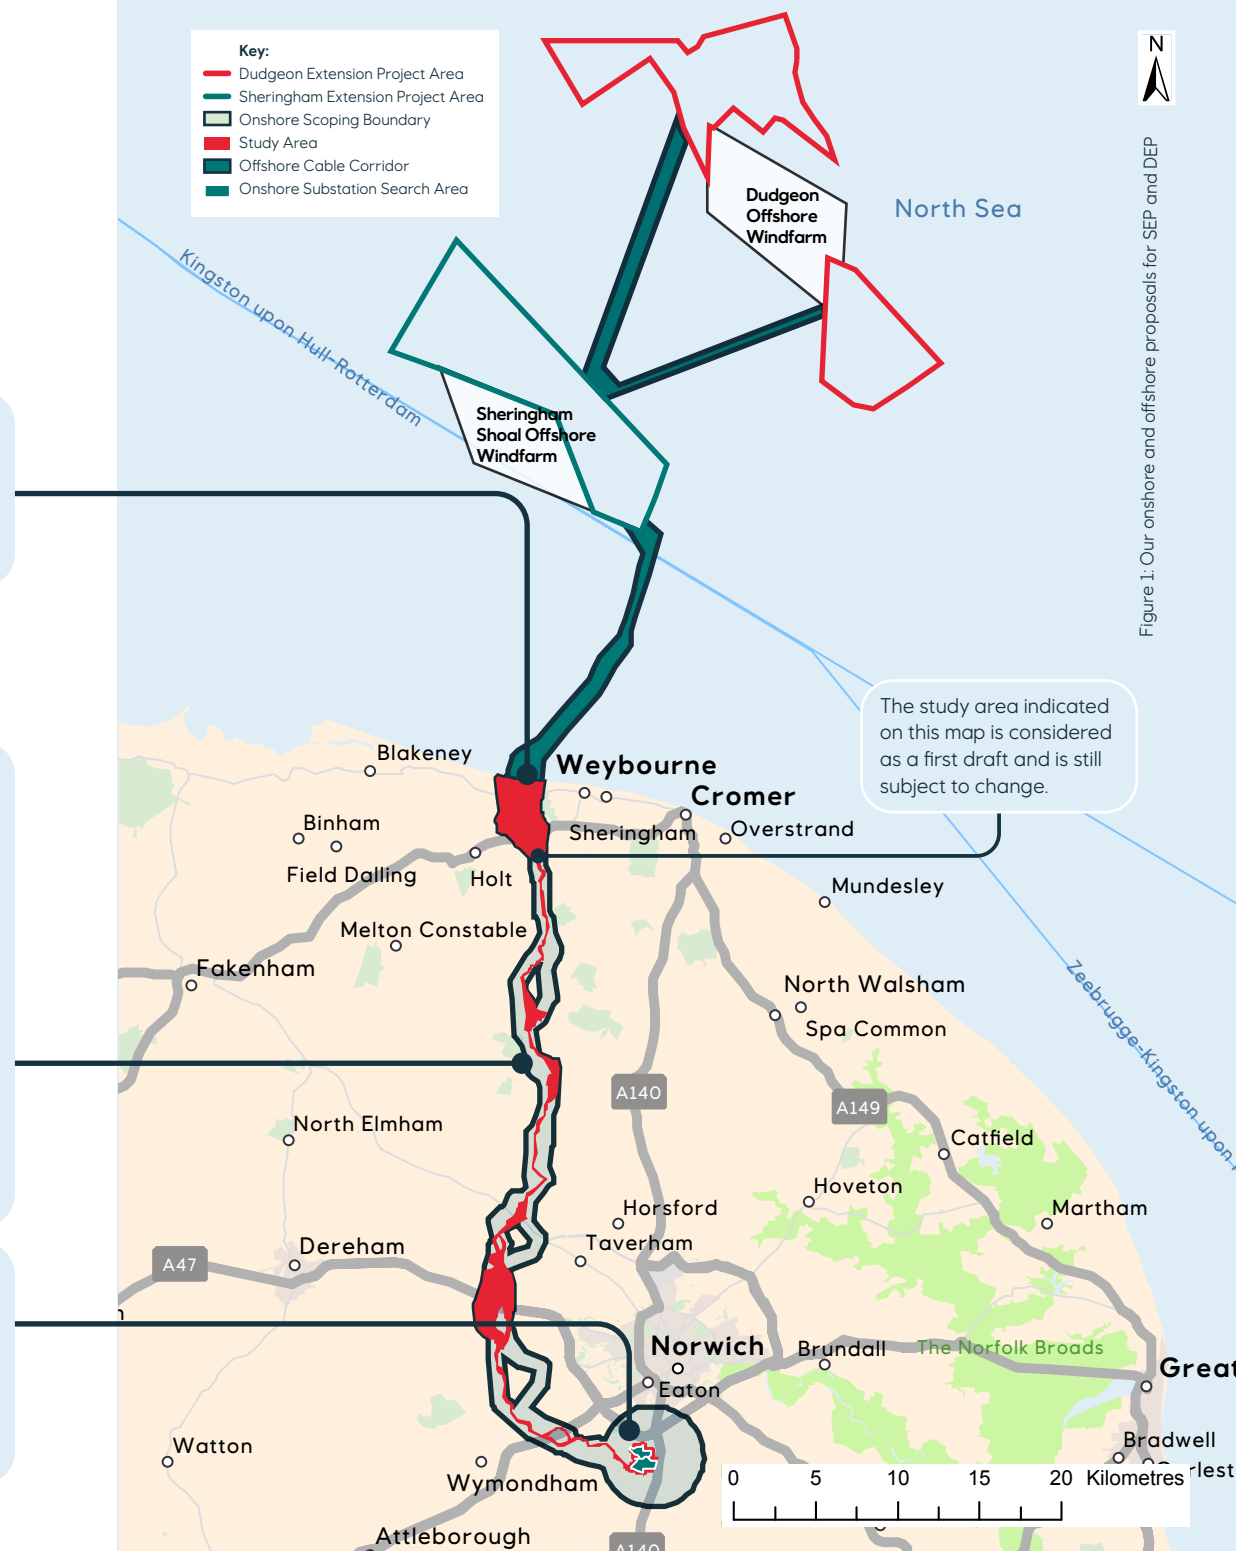 Key:
Dudgeon Extension Project Area
Sheringham Extension Project Area
Onshore Scoping Boundary
Study Area
Offshore Cable Corridor
Onshore Substation Search Area
N
Figure 1: Our onshore and offshore proposals for SEP and DEP
North Sea
Dudgeon
Offshore
Windfarm
Kingston upon Hull-Rotterdam
Sheringham
Shoal Offshore
Windfarm
The study area indicated
on this map is considered
as a first draft and is still
subject to change.
Blakeney
Weybourne
Cromer
Binham
Sheringham
Overstrand
Field Dalling
Holt
Mundesley
Melton Constable
Fakenham
North Walsham
Spa Common
Zeebrugge-Kingston upon
A140
A149
North Elmham
Catfield
Hoveton
Horsford
Martham
Taverham
Dereham
A47
Norwich
Brundall
The Norfolk Broads
Great
Eaton
Watton
Bradwell
Wymondham
0 5 10 15 20 Kilometres
Attleborough
A140